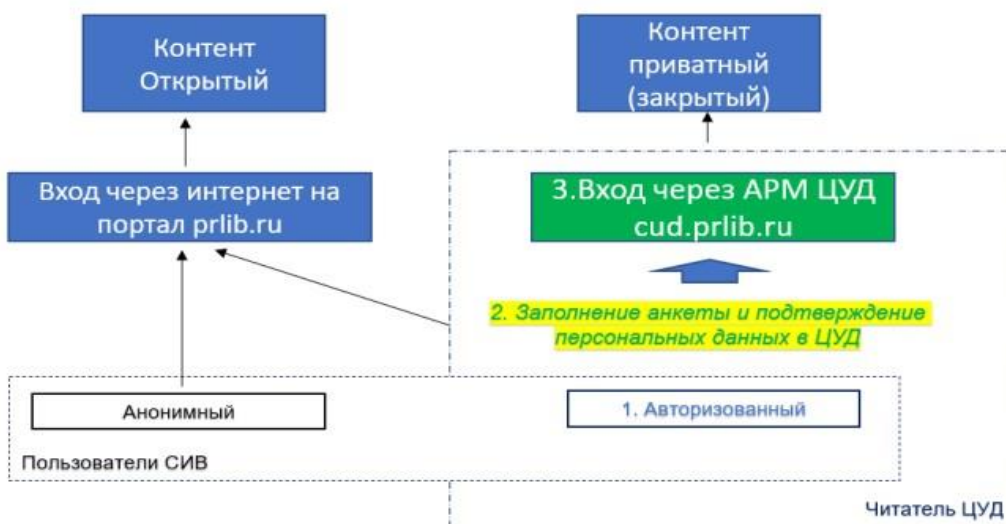 Контент
Открытый
Контент
приватный
(закрытый)
Вход через интернет на
портал prlib.ru
3.Вход через АРМ ЦУД
cud.prlib.ru
2. Заполнение анкеты и подтверждение
персональных данных в ЦУД
Анонимный
1. Авторизованный
Пользователи СИВ
Читатель ЦУД